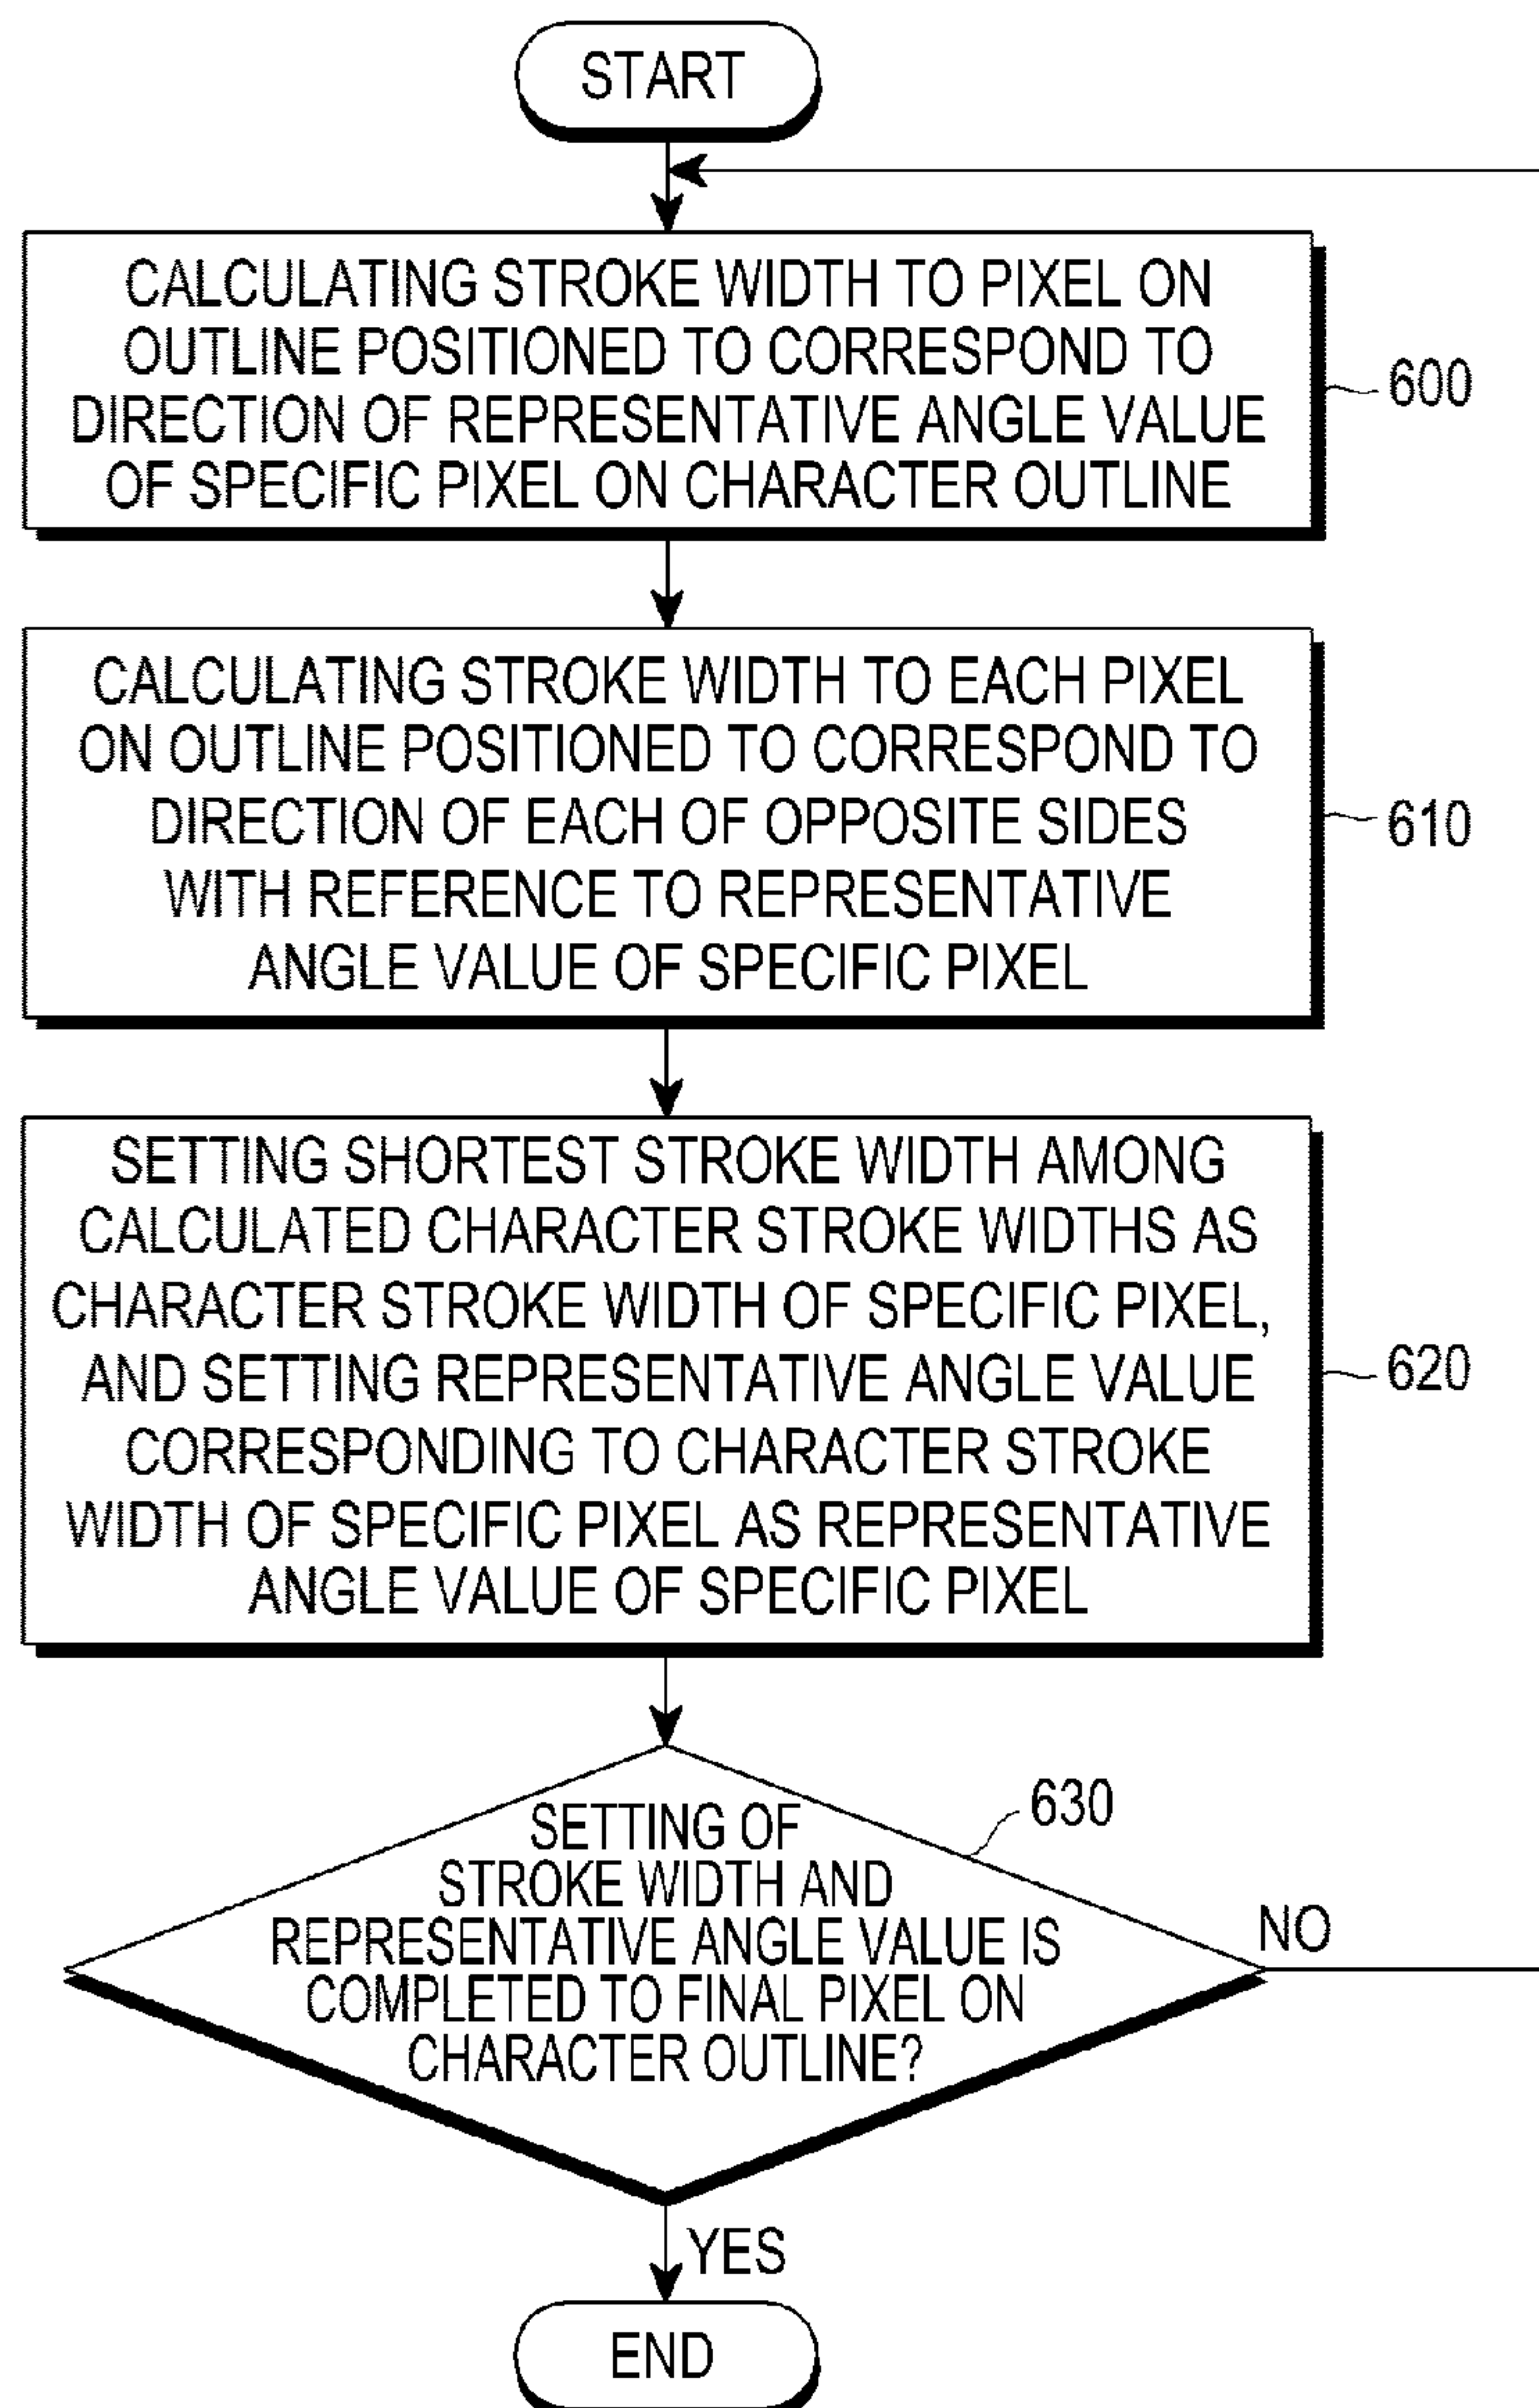 START
CALCULATING STROKE WIDTH TO PIXEL ON
OUTLINE POSITIONED TO CORRESPOND TO
DIRECTION OF REPRESENTATIVE ANGLE VALUE
OF SPECIFIC PIXEL ON CHARACTER OUTLINE
600
CALCULATING STROKE WIDTH TO EACH PIXEL
ON OUTLINE POSITIONED TO CORRESPOND TO
DIRECTION OF EACH OF OPPOSITE SIDES
WITH REFERENCE TO REPRESENTATIVE
ANGLE VALUE OF SPECIFIC PIXEL
610
SETTING SHORTEST STROKE WIDTH AMONG
CALCULATED CHARACTER STROKE WIDTHS AS
CHARACTER STROKE WIDTH OF SPECIFIC PIXEL,
AND SETTING REPRESENTATIVE ANGLE VALUE
CORRESPONDING TO CHARACTER STROKE
WIDTH OF SPECIFIC PIXEL AS REPRESENTATIVE
ANGLE VALUE OF SPECIFIC PIXEL
620
SETTING OF
STROKE WIDTH AND
REPRESENTATIVE ANGLE VALUE IS
COMPLETED TO FINAL PIXEL ON
CHARACTER OUTLINE?
630
NO
YES
END